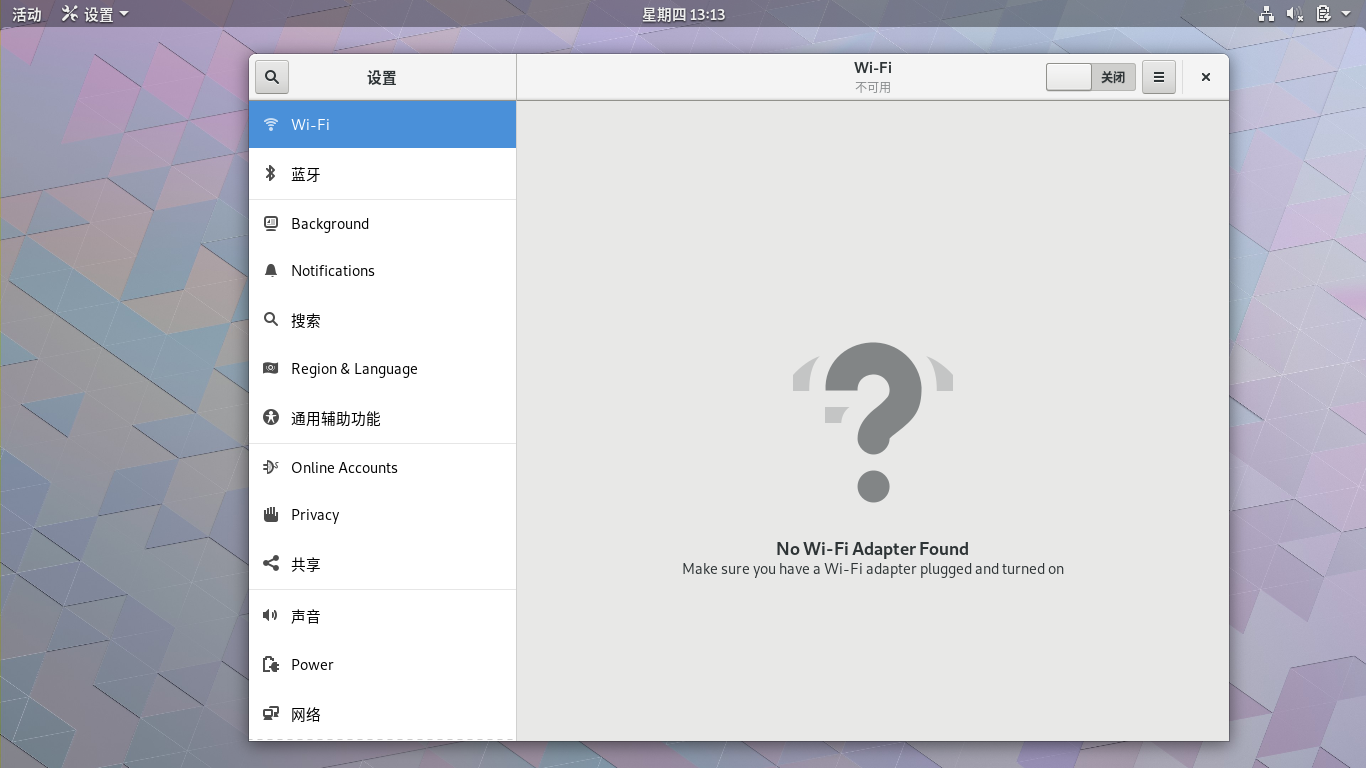 活动
设置
星期四 13:13
设置
Wi-Fi
不可用
关闭
Wi-Fi
蓝牙
Background
Notifications
搜索
Region & Language
通用辅助功能
Online Accounts
Privacy
共享
声音
Power
网络
No Wi-Fi Adapter Found
Make sure you have a Wi-Fi adapter plugged and turned on